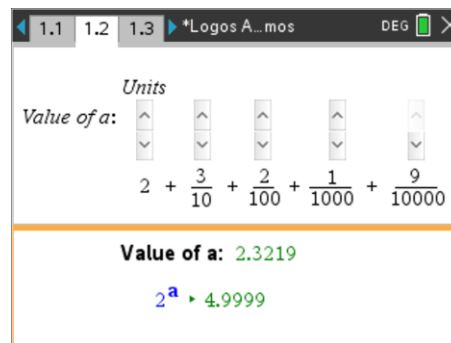 1.1 1.2 1.3 *Logos A...mos DEG
Units
Value of a:
2 + 3/10 + 2/100 + 1/1000 + 9/10000
Value of a: 2.3219
2^a ▸ 4.9999